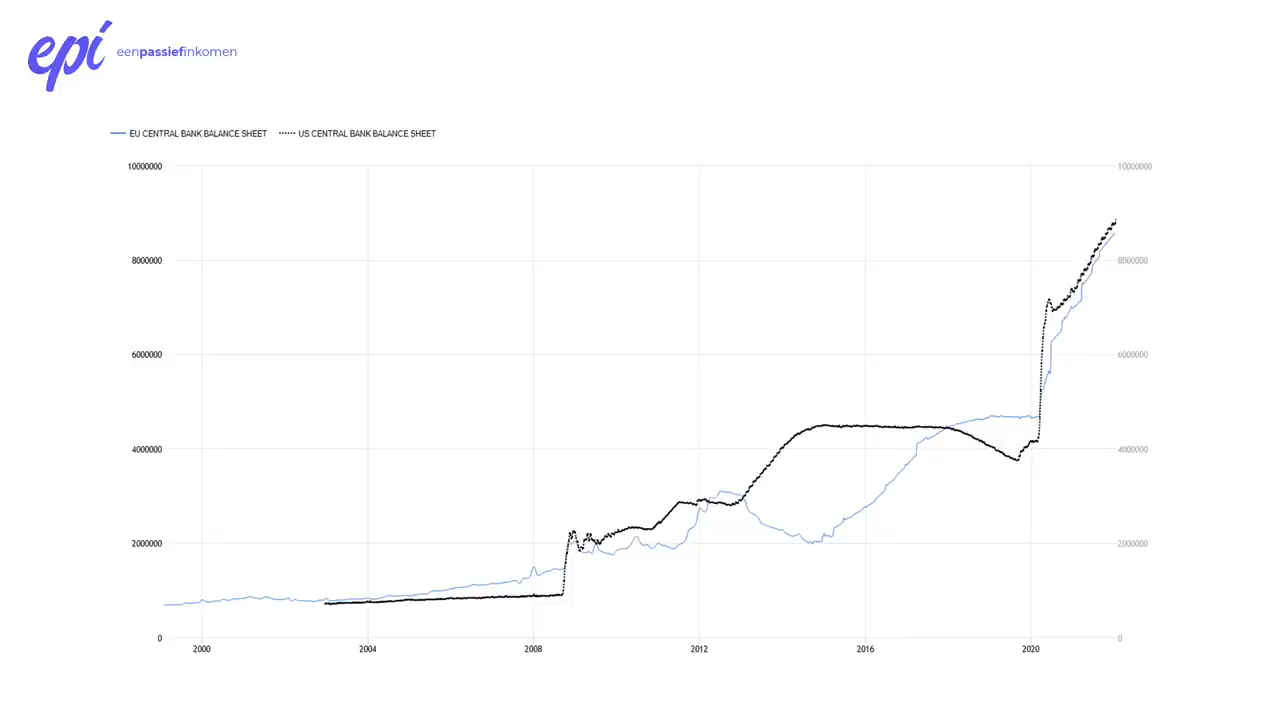 epi eenpassiefinkomen
EU CENTRAL BANK BALANCE SHEET US CENTRAL BANK BALANCE SHEET
10000000 10000000
8000000 8000000
6000000 6000000
4000000 4000000
2000000 2000000
0 0
2000 2004 2008 2012 2016 2020